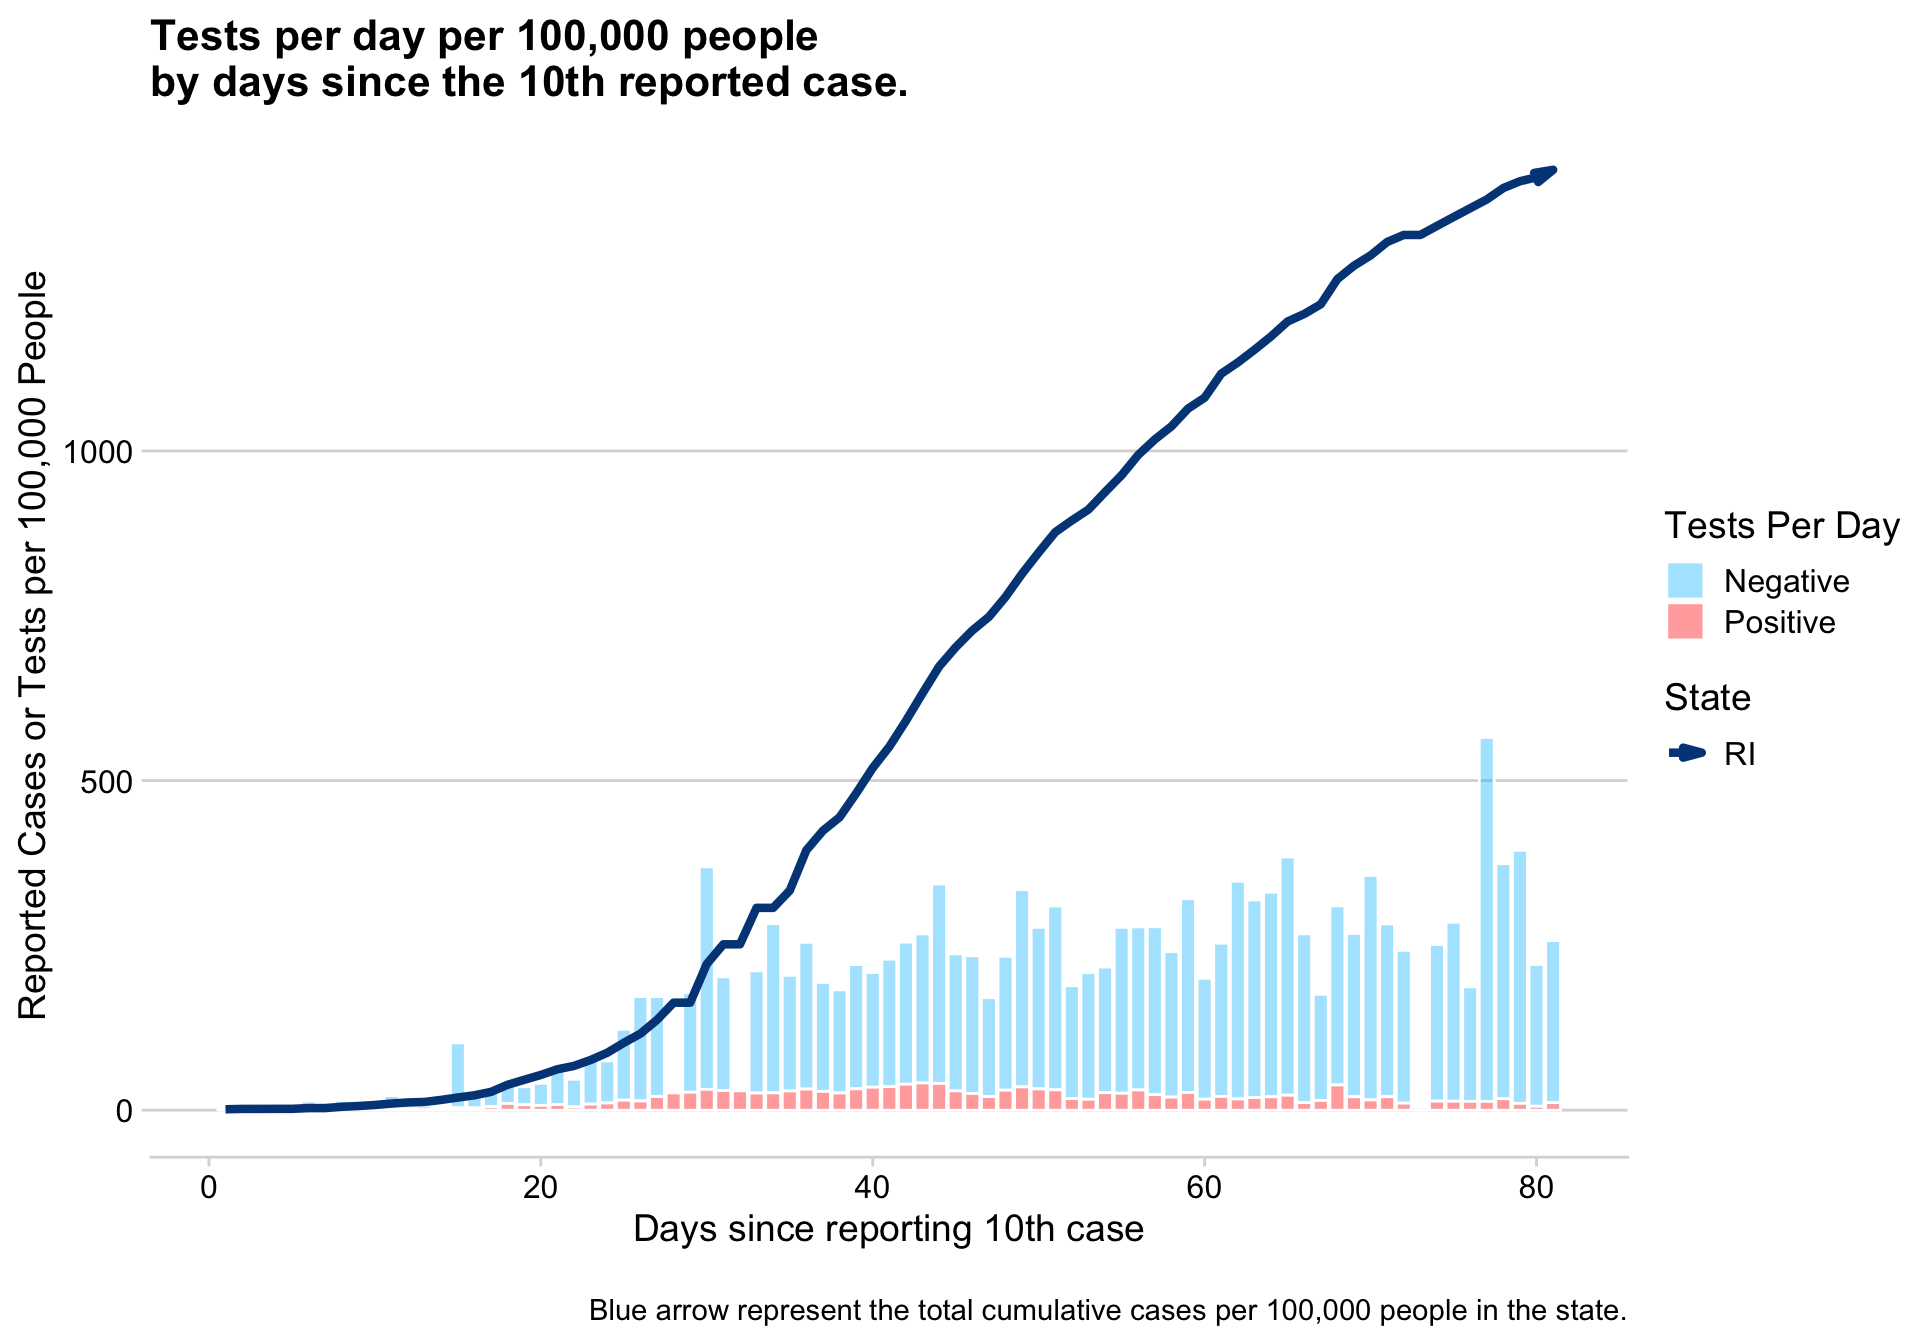 Tests per day per 100,000 people
by days since the 10th reported case.
Reported Cases or Tests per 100,000 People
1000
500
0
0 20 40 60 80
Days since reporting 10th case
Tests Per Day
Negative
Positive
State
RI
Blue arrow represent the total cumulative cases per 100,000 people in the state.